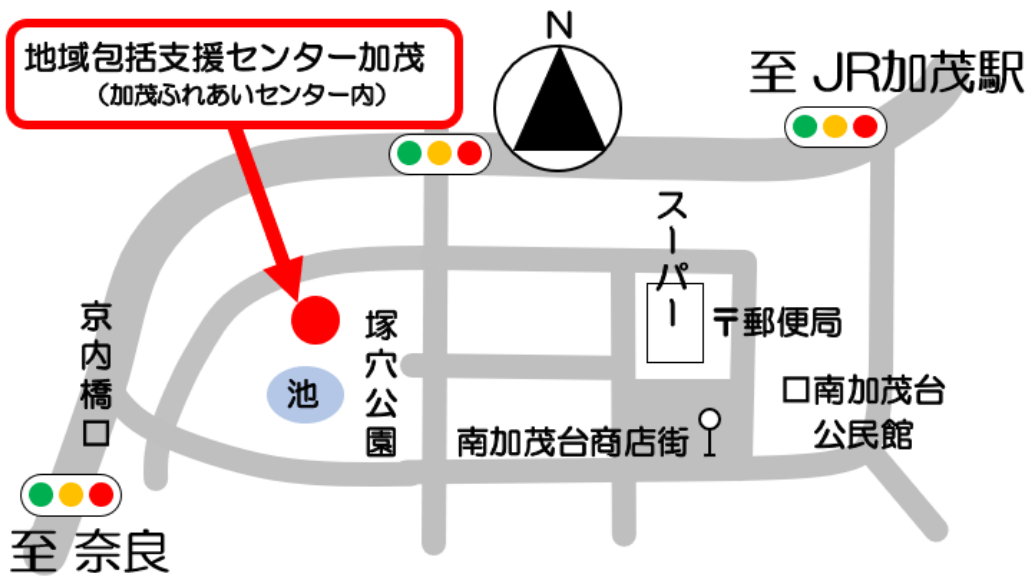 地域包括支援センター加茂
（加茂ふれあいセンター内）
N
至 JR加茂駅
スーパー
〒郵便局
京内橋口
塚穴公園
池
口南加茂台
公民館
南加茂台商店街
至 奈良